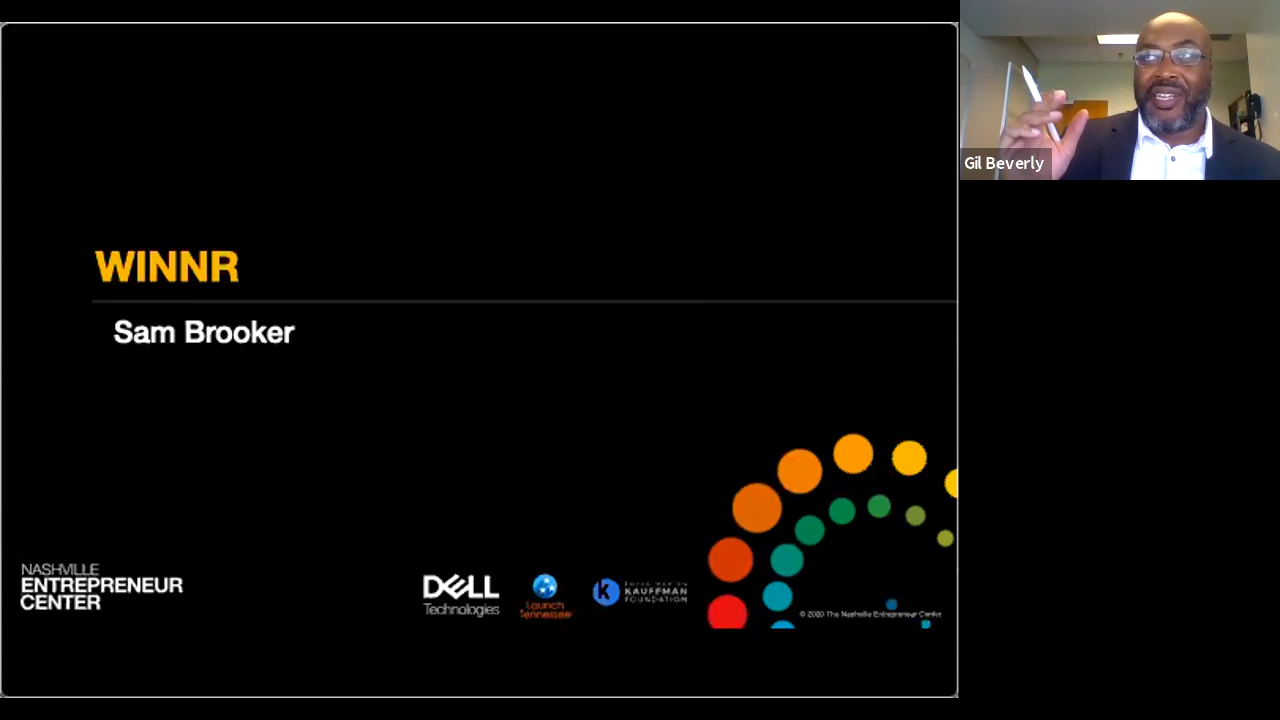 Gil Beverly
WINNR
Sam Brooker
NASHVILLE
ENTREPRENEUR
CENTER
DELL
Technologies
Launch
Tennessee
K
KAUFFMAN
FOUNDATION
© 2020 The Nashville Entrepreneur Center